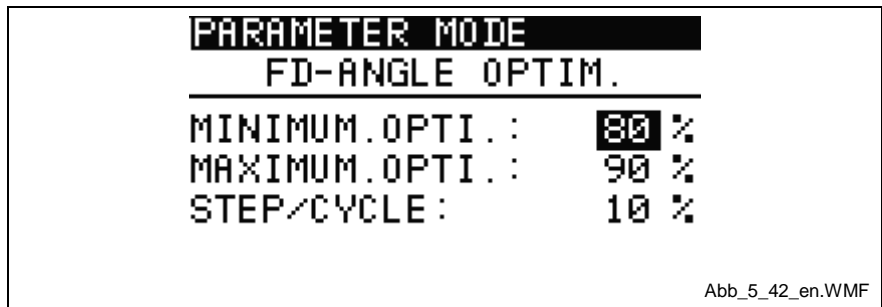 PARAMETER MODE
FD-ANGLE OPTIM.
MINIMUM.OPTI.: 80 %
MAXIMUM.OPTI.: 90 %
STEP/CYCLE: 10 %
Abb_5_42_en.WMF